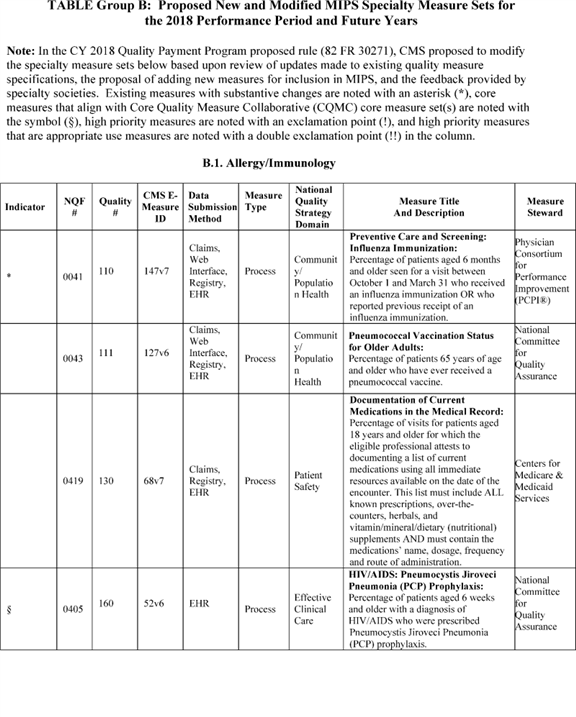 TABLE Group B: Proposed New and Modified MIPS Specialty Measure Sets for
the 2018 Performance Period and Future Years
Note: In the CY 2018 Quality Payment Program proposed rule (82 FR 30271), CMS proposed to modify
the specialty measure sets below based upon review of updates made to existing quality measure
specifications, the proposal of adding new measures for inclusion in MIPS, and the feedback provided by
specialty societies. Existing measures with substantive changes are noted with an asterisk (*), core
measures that align with Core Quality Measure Collaborative (CQMC) core measure set(s) are noted with
the symbol (§), high priority measures are noted with an exclamation point (!), and high priority measures
that are appropriate use measures are noted with a double exclamation point (!!) in the column.
B.1. Allergy/Immunology
Indicator
NQF
#
Quality
#
CMS E-
Measure
ID
Data
Submission
Method
Measure
Type
National
Quality
Strategy
Domain
Measure Title
And Description
Measure
Steward
*
0041
110
147v7
Claims,
Web
Interface,
Registry,
EHR
Process
Communit
y/
Populatio
n Health
Preventive Care and Screening:
Influenza Immunization:
Percentage of patients aged 6 months
and older seen for a visit between
October 1 and March 31 who received
an influenza immunization OR who
reported previous receipt of an
influenza immunization.
Physician
Consortium
for
Performance
Improvement
(PCPI®)
0043
111
127v6
Claims,
Web
Interface,
Registry,
EHR
Process
Communit
y/
Populatio
n
Health
Pneumococcal Vaccination Status
for Older Adults:
Percentage of patients 65 years of age
and older who have ever received a
pneumococcal vaccine.
National
Committee
for
Quality
Assurance
0419
130
68v7
Claims,
Registry,
EHR
Process
Patient
Safety
Documentation of Current
Medications in the Medical Record:
Percentage of visits for patients aged
18 years and older for which the
eligible professional attests to
documenting a list of current
medications using all immediate
resources available on the date of the
encounter. This list must include ALL
known prescriptions, over-the-
counters, herbals, and
vitamin/mineral/dietary (nutritional)
supplements AND must contain the
medications' name, dosage, frequency
and route of administration.
Centers for
Medicare &
Medicaid
Services
§
0405
160
52v6
EHR
Process
Effective
Clinical
Care
HIV/AIDS: Pneumocystis Jiroveci
Pneumonia (PCP) Prophylaxis:
Percentage of patients aged 6 weeks
and older with a diagnosis of
HIV/AIDS who were prescribed
Pneumocystis Jiroveci Pneumonia
(PCP) prophylaxis.
National
Committee
for
Quality
Assurance